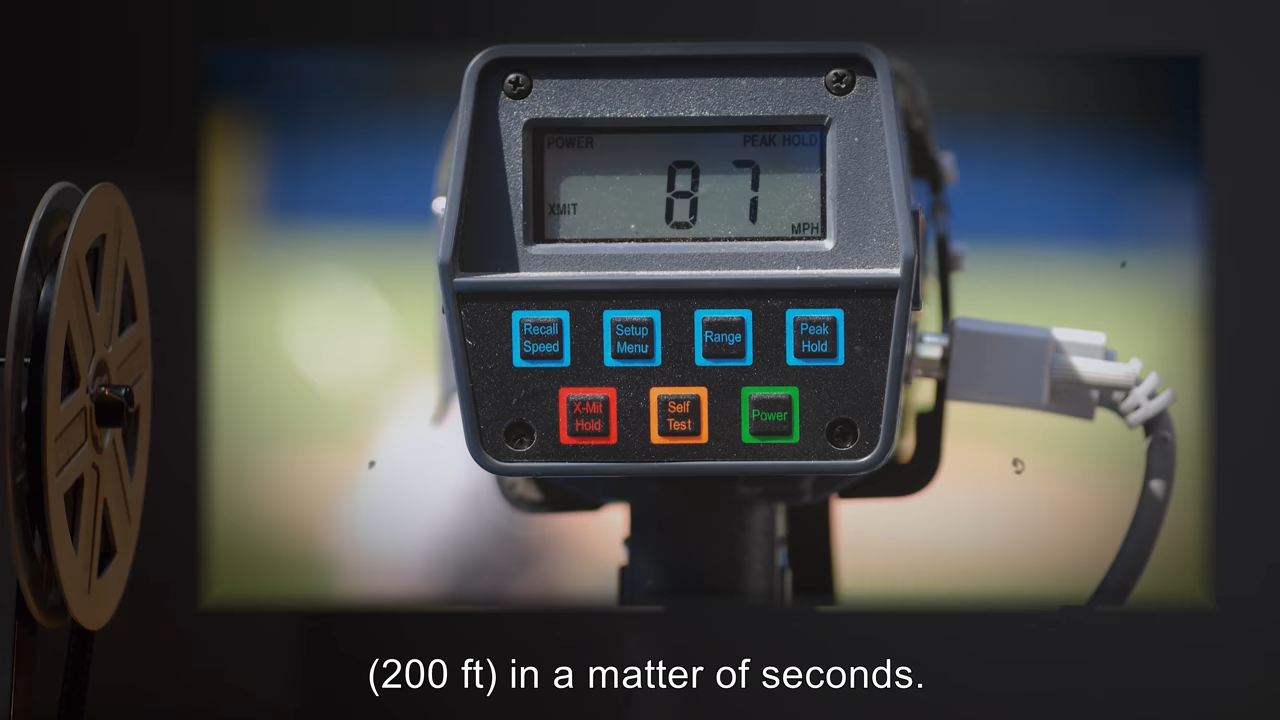 POWER PEAK HOLD
87
XMIT
MPH
Recall
Speed
Setup
Menu
Range
Peak
Hold
X-Mit
Hold
Self
Test
Power
(200 ft) in a matter of seconds.